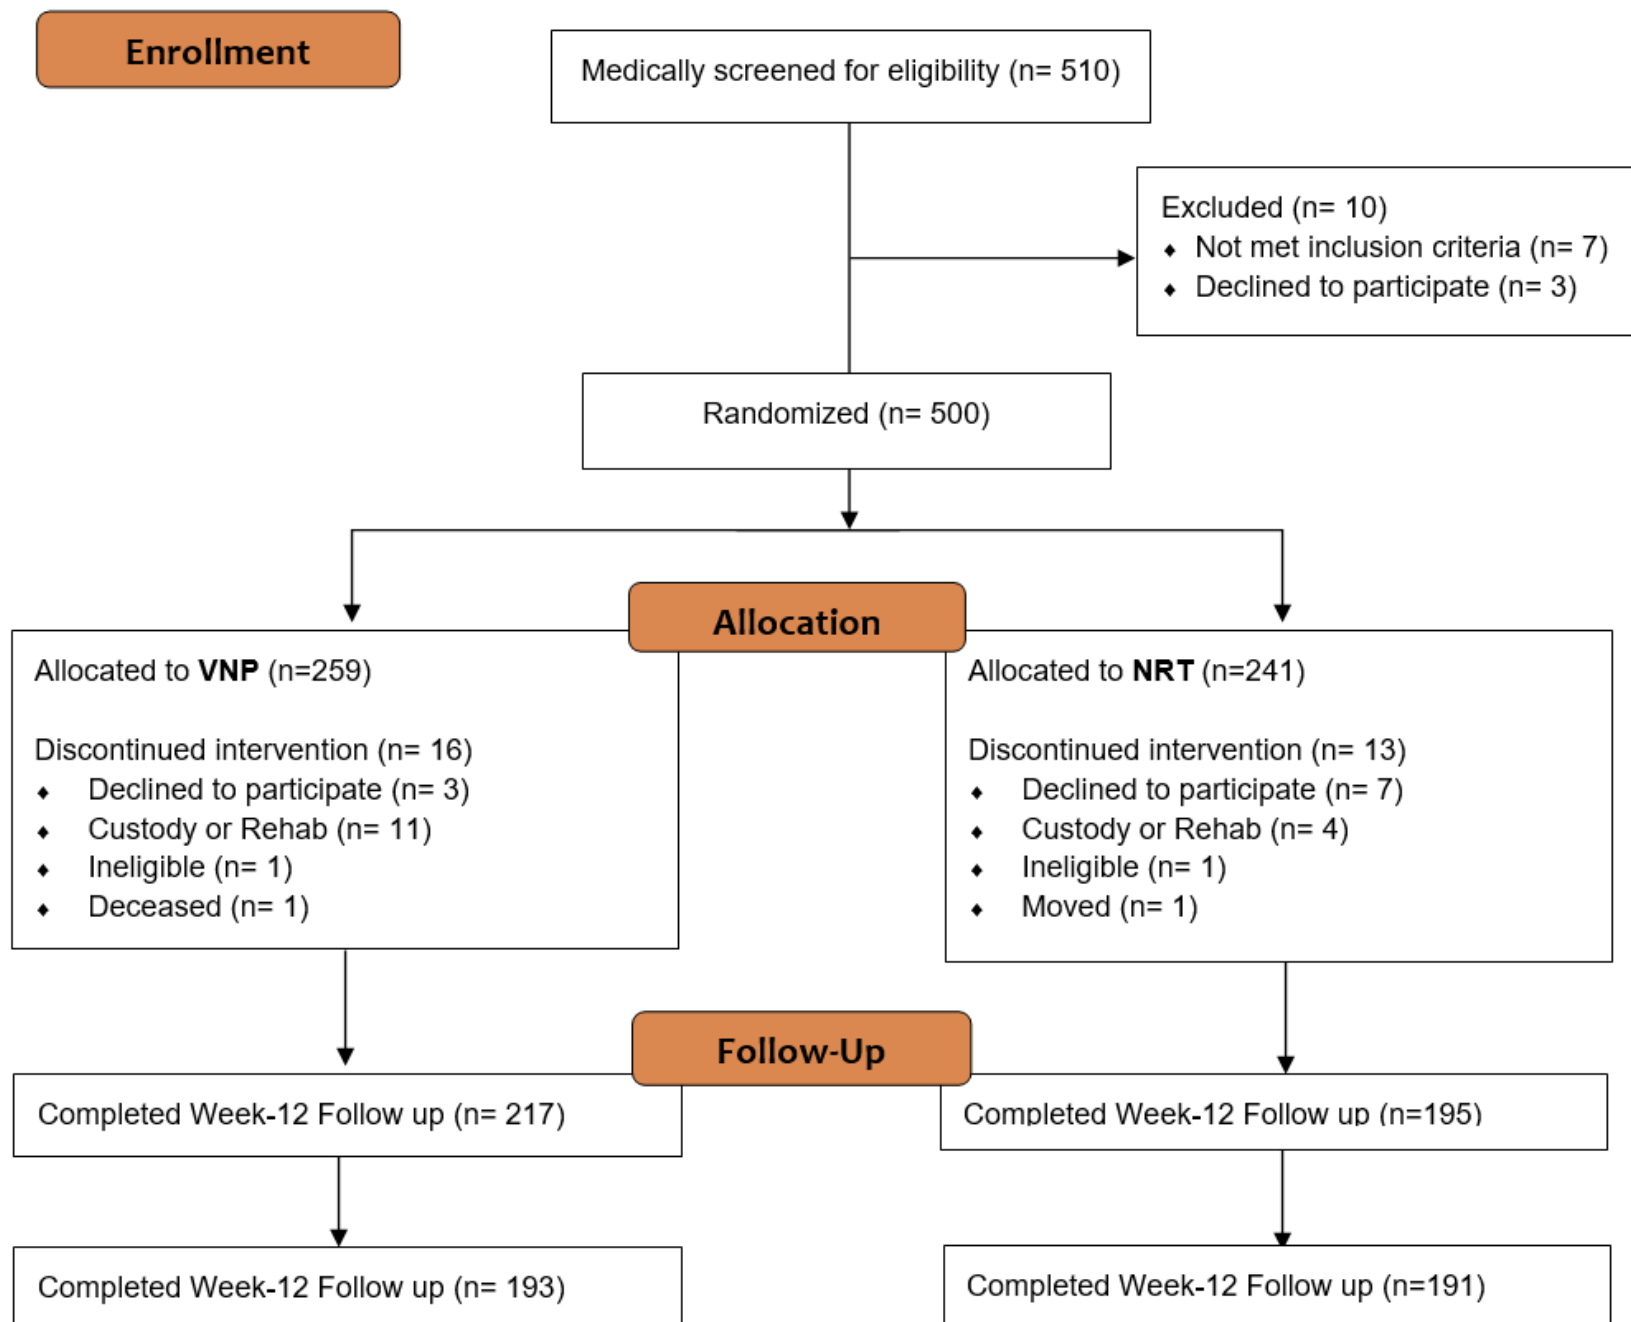 Enrollment
Medically screened for eligibility (n= 510)
Excluded (n= 10)
⬧ Not met inclusion criteria (n= 7)
⬧ Declined to participate (n= 3)
Randomized (n= 500)
Allocation
Allocated to VNP (n=259)
Discontinued intervention (n= 16)
⬧ Declined to participate (n= 3)
⬧ Custody or Rehab (n= 11)
⬧ Ineligible (n= 1)
⬧ Deceased (n= 1)
Allocated to NRT (n=241)
Discontinued intervention (n= 13)
⬧ Declined to participate (n= 7)
⬧ Custody or Rehab (n= 4)
⬧ Ineligible (n= 1)
⬧ Moved (n= 1)
Follow-Up
Completed Week-12 Follow up (n= 217)
Completed Week-12 Follow up (n=195)
Completed Week-12 Follow up (n= 193)
Completed Week-12 Follow up (n=191)